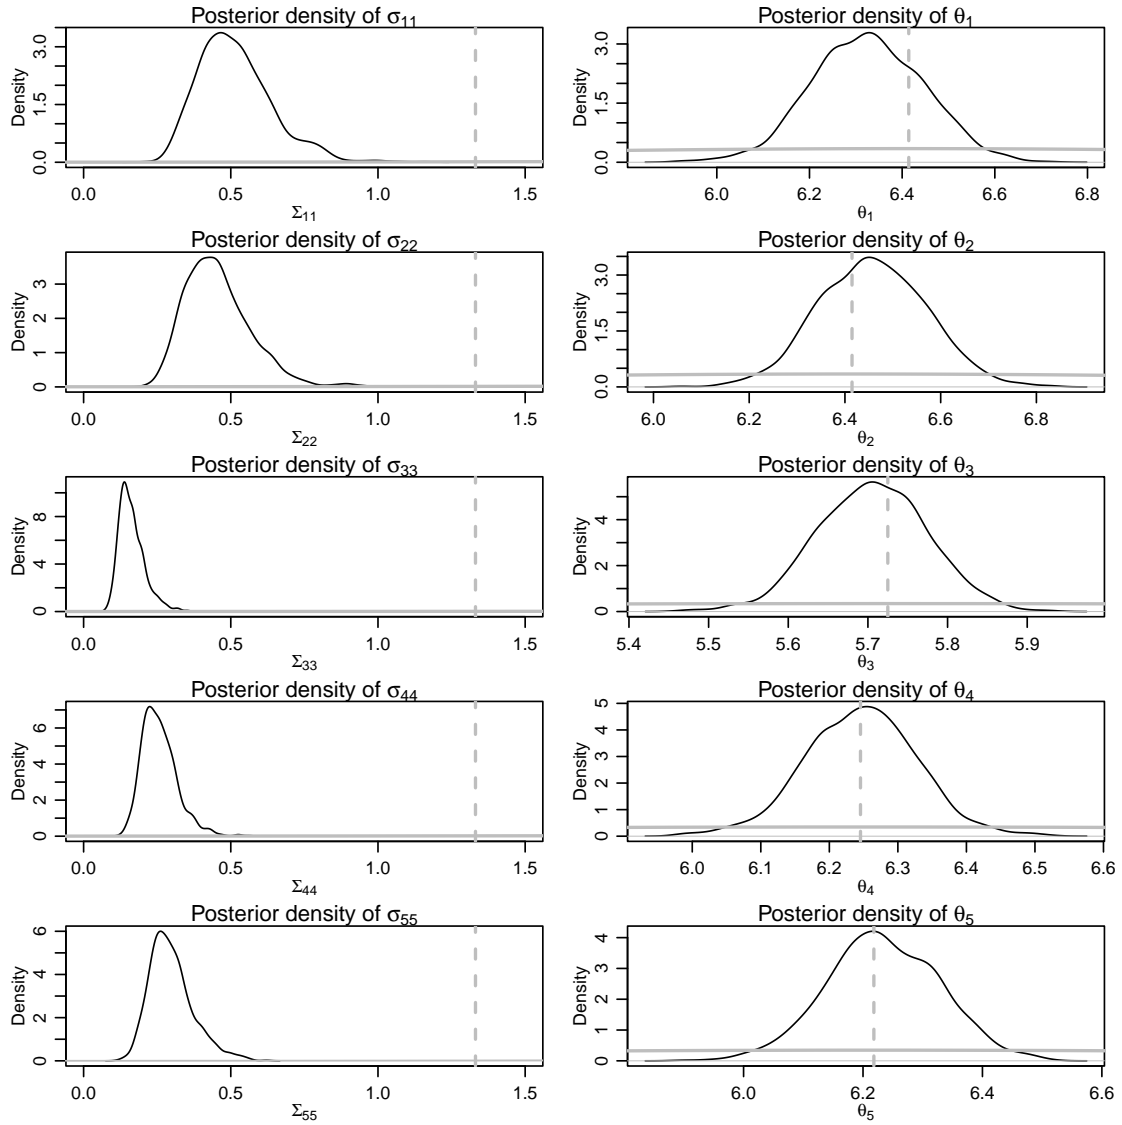 Posterior density of σ₁₁
Density
0.0 1.5 3.0
0.0 0.5 1.0 1.5
Σ₁₁
Posterior density of θ₁
Density
0.0 1.5 3.0
6.0 6.2 6.4 6.6 6.8
θ₁
Posterior density of σ₂₂
Density
0 1 2 3
0.0 0.5 1.0 1.5
Σ₂₂
Posterior density of θ₂
Density
0.0 1.5 3.0
6.0 6.2 6.4 6.6 6.8
θ₂
Posterior density of σ₃₃
Density
0 4 8
0.0 0.5 1.0 1.5
Σ₃₃
Posterior density of θ₃
Density
0 2 4
5.4 5.5 5.6 5.7 5.8 5.9
θ₃
Posterior density of σ₄₄
Density
0 2 4 6
0.0 0.5 1.0 1.5
Σ₄₄
Posterior density of θ₄
Density
0 1 2 3 4 5
6.0 6.1 6.2 6.3 6.4 6.5 6.6
θ₄
Posterior density of σ₅₅
Density
0 2 4 6
0.0 0.5 1.0 1.5
Σ₅₅
Posterior density of θ₅
Density
0 1 2 3 4
6.0 6.2 6.4 6.6
θ₅